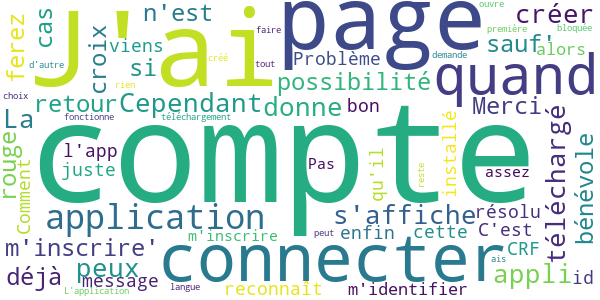 J'ai
page
n'est
créer
ouvre
première
bloquée
faire
cas
viens
croix
si
ferez
d'autre
créé
tout
rien
choix
Problème
sauf!
alors
demande
quand
possibilité
retour
Cependant
donne
bon
Merci
La
fonctionne
téléchargement
compte
rouge
l'app
juste
Comment
Pas
qu'il
reste
installé
assez
téléchargé
bénévole
application
s'affiche
résolu
m'inscrire
enfin
cette
C'est
peut
ais
m'inscrire'
connecter
CRF
déjà
peux
message
appli
id
L'application
langue
reconnaît
m'identifier